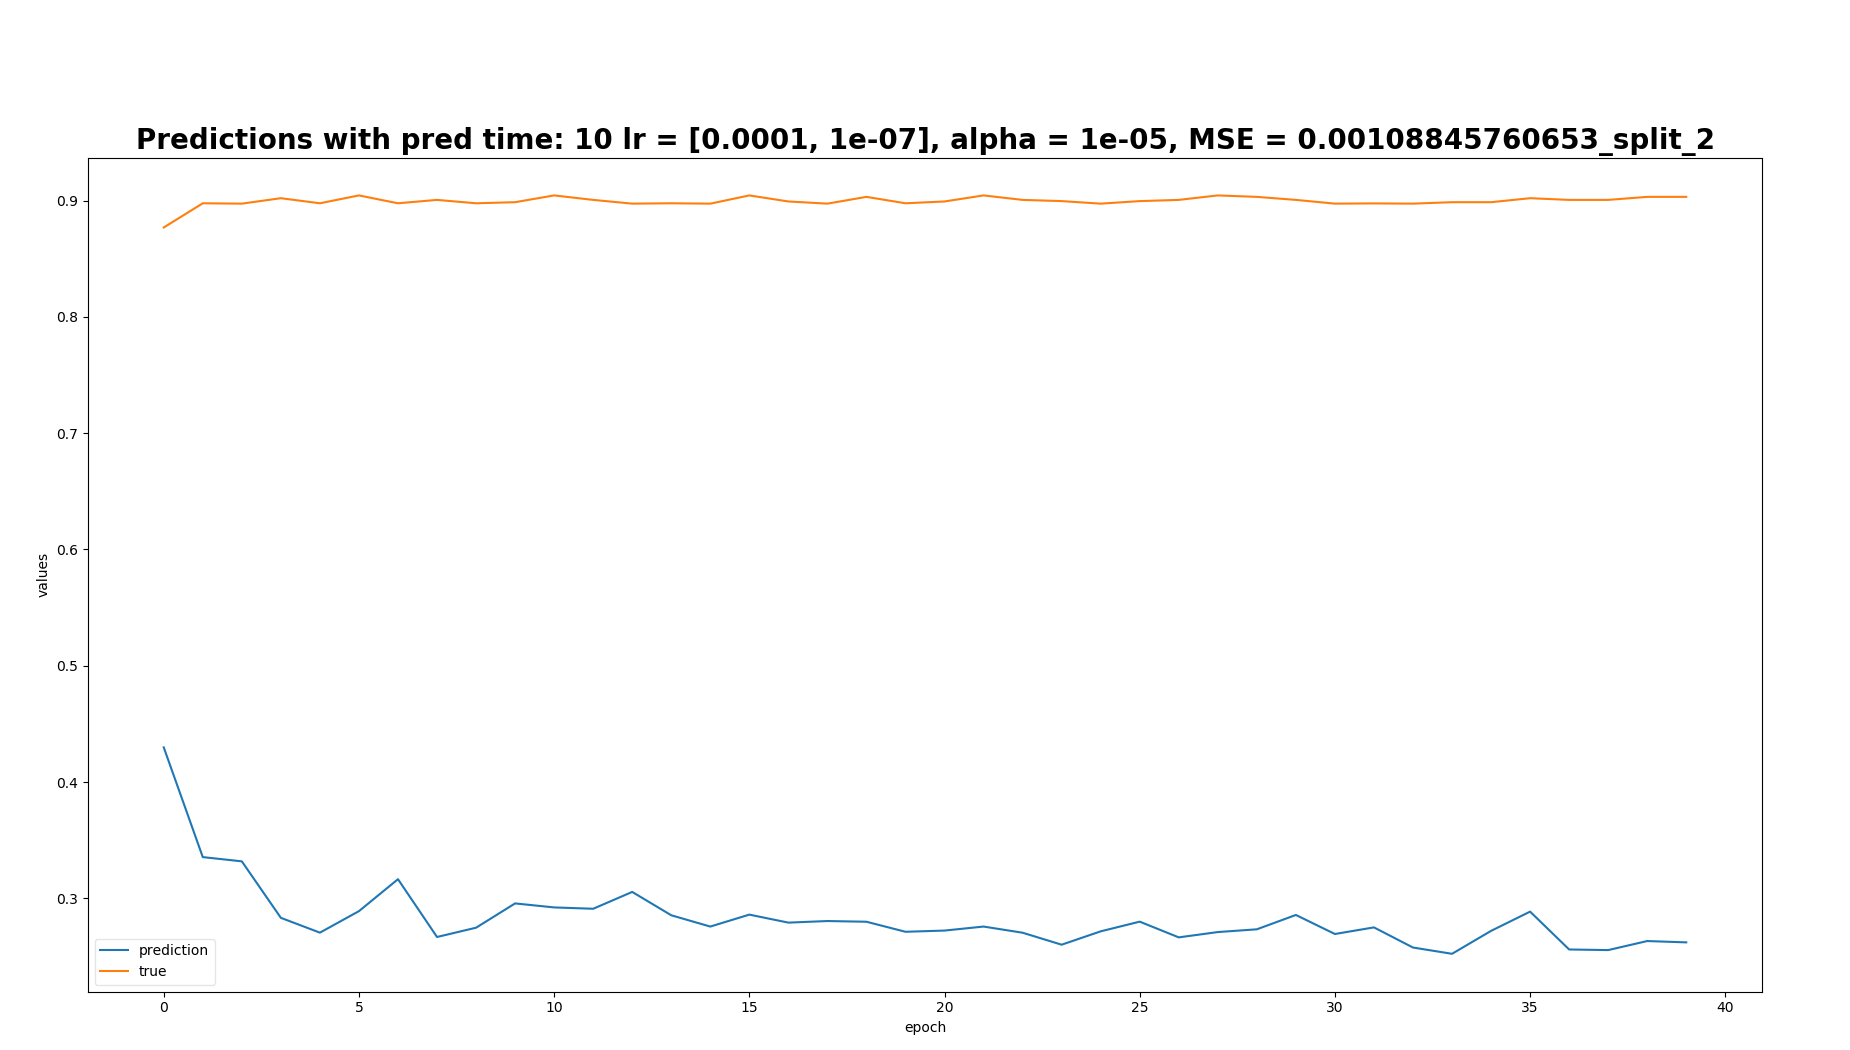 Predictions with pred time: 10 lr = [0.0001, 1e-07], alpha = 1e-05, MSE = 0.00108845760653_split_2
0.9
0.8
0.7
0.6
0.5
0.4
0.3
values
prediction
true
0 5 10 15 20 25 30 35 40
epoch